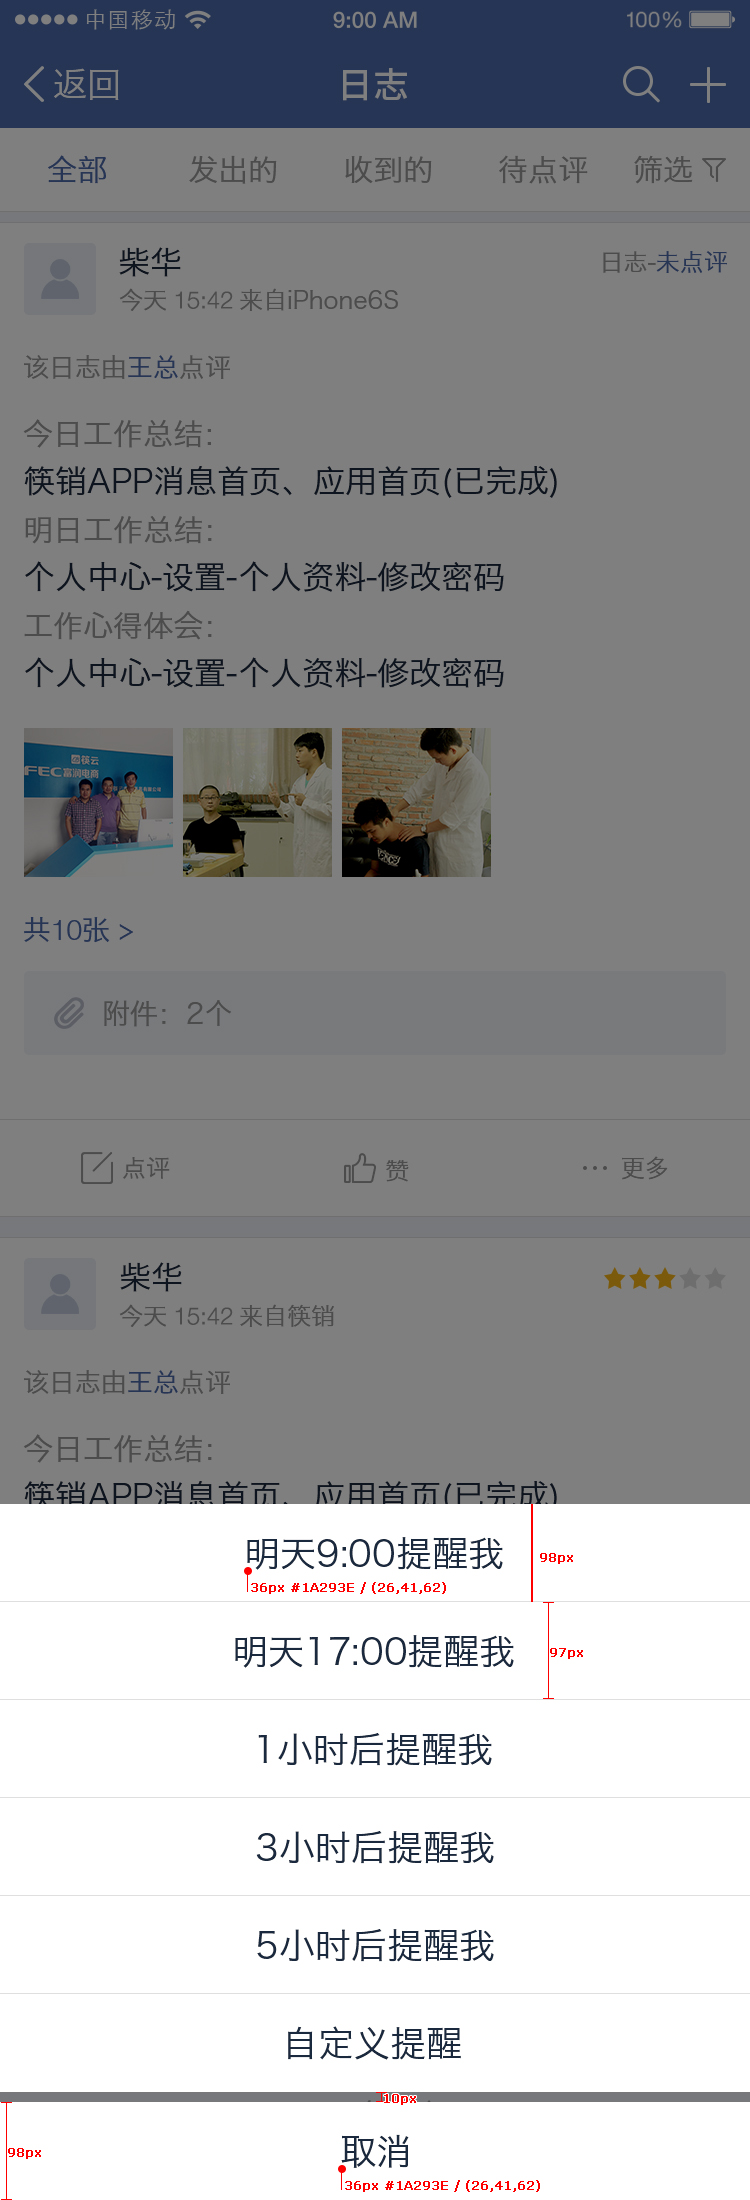 中国移动 9:00 AM 100%
返回 日志
全部 发出的 收到的 待点评 筛选
柴华 日志-未点评
今天 15:42 来自iPhone6S
该日志由王总点评
今日工作总结：
筷销APP消息首页、应用首页(已完成)
明日工作总结：
个人中心-设置-个人资料-修改密码
工作心得体会：
个人中心-设置-个人资料-修改密码
筷云
FEC 富润电商
共10张 >
附件： 2个
点评 赞 ··· 更多
柴华
今天 15:42 来自筷销
该日志由王总点评
今日工作总结：
筷销APP消息首页、应用首页(已完成)
明天9:00提醒我
98px
36px #1A293E / (26,41,62)
明天17:00提醒我
97px
1小时后提醒我
3小时后提醒我
5小时后提醒我
自定义提醒
10px
取消
98px
36px #1A293E / (26,41,62)